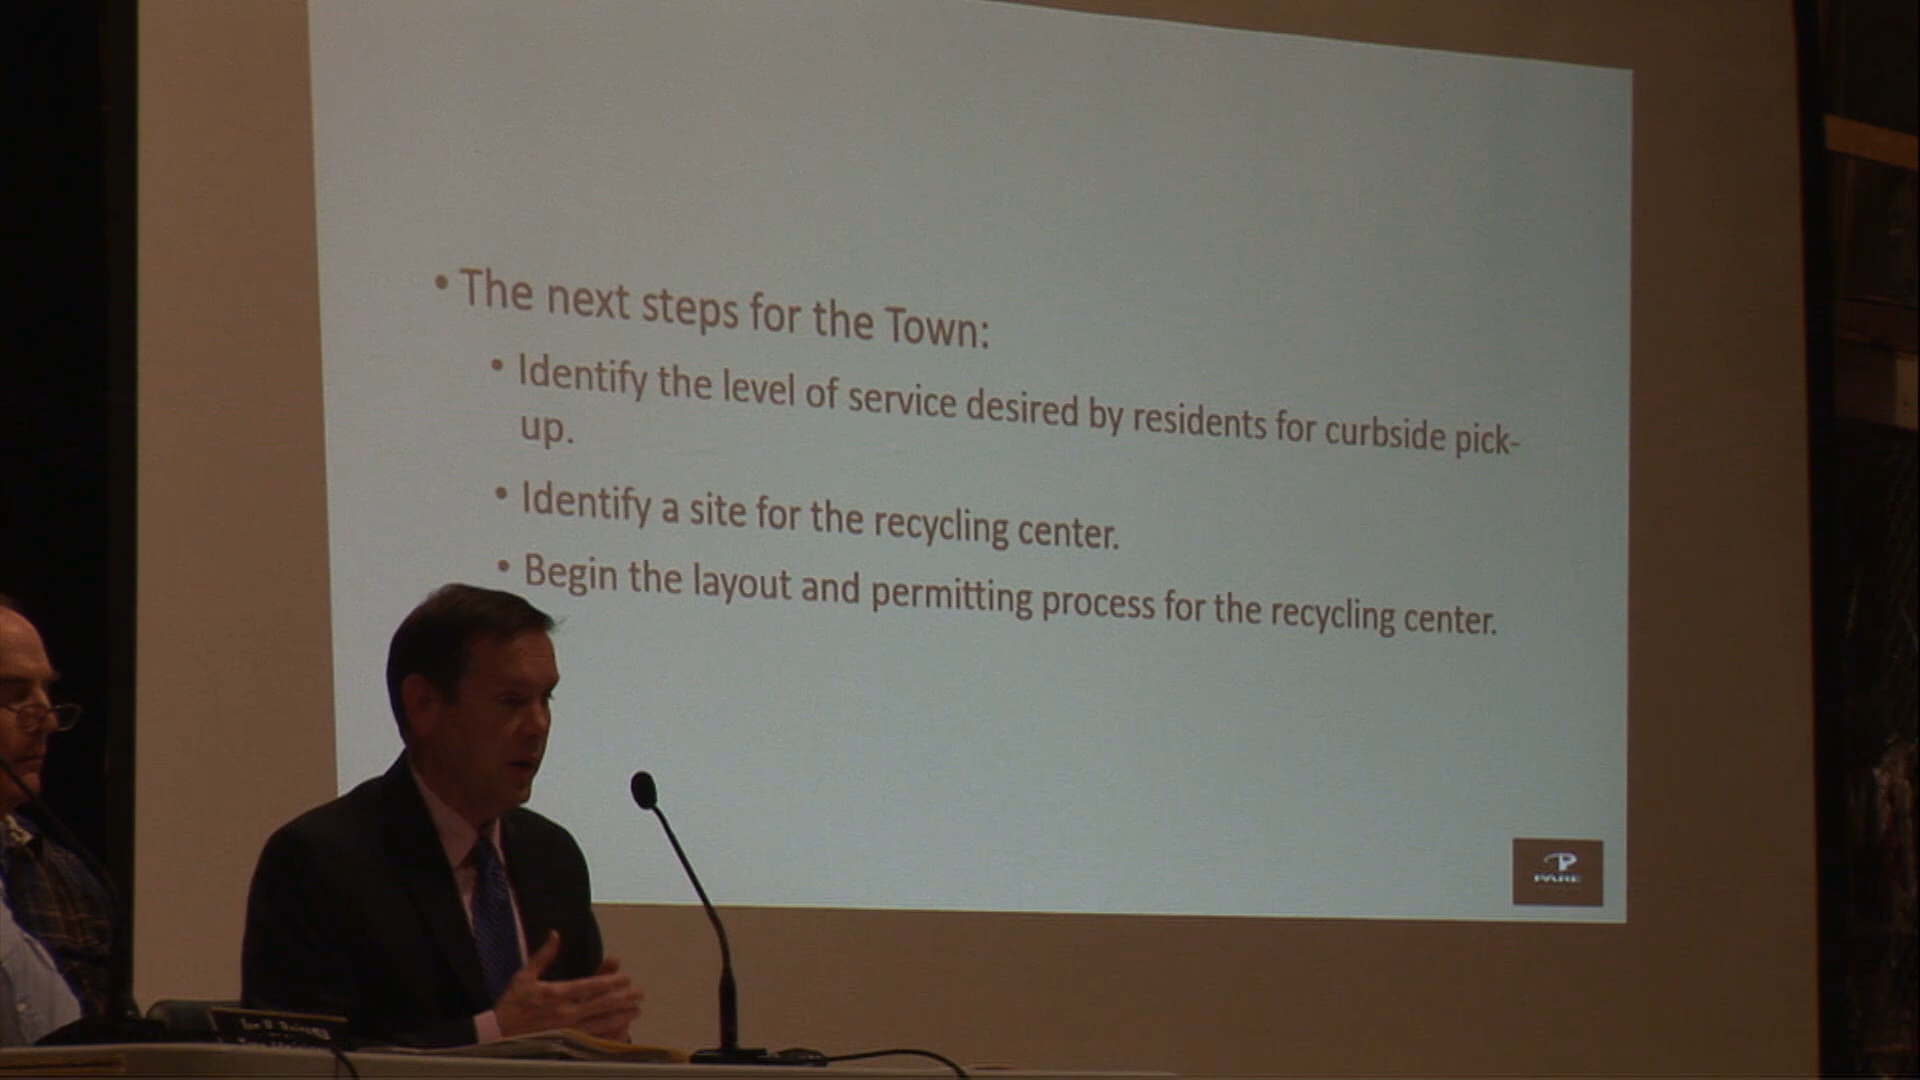 • The next steps for the Town:
• Identify the level of service desired by residents for curbside pick-
up.
• Identify a site for the recycling center.
• Begin the layout and permitting process for the recycling center.
P
PARE